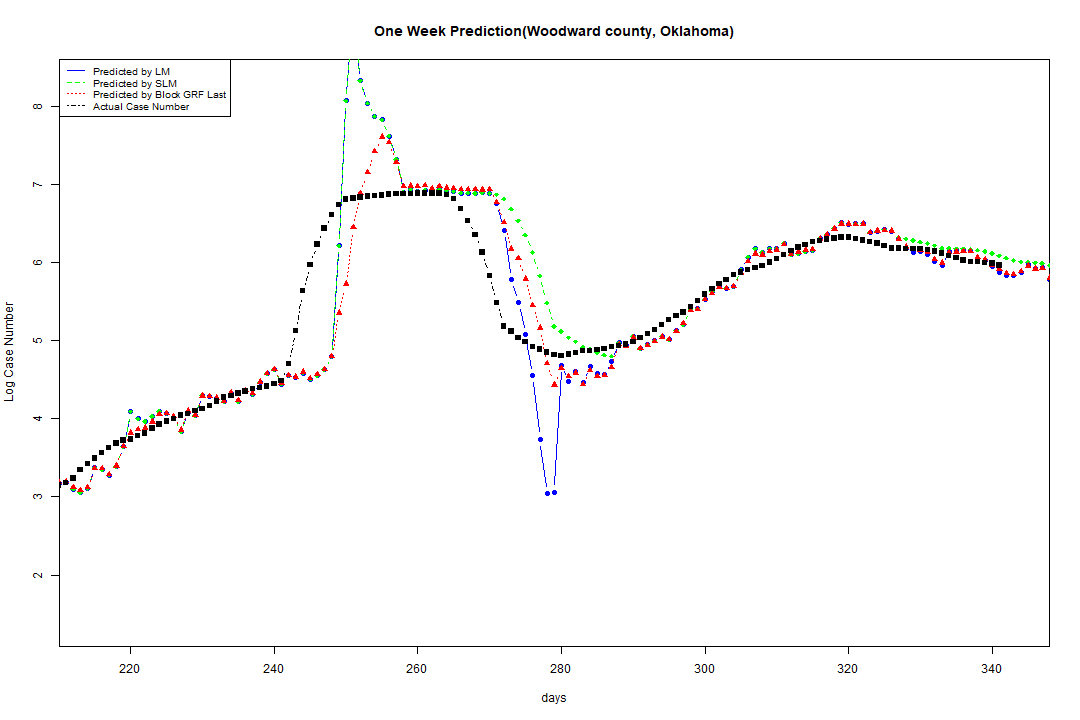 One Week Prediction(Woodward county, Oklahoma)
Predicted by LM
Predicted by SLM
Predicted by Block GRF Last
Actual Case Number
8
7
6
5
4
3
2
Log Case Number
220 240 260 280 300 320 340
days